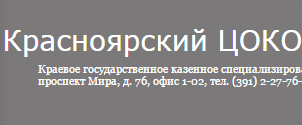 Красноярский ЦОКО
Краевое государственное казенное специализиров
проспект Мира, д. 76, офис 1-02, тел. (391) 2-27-76-